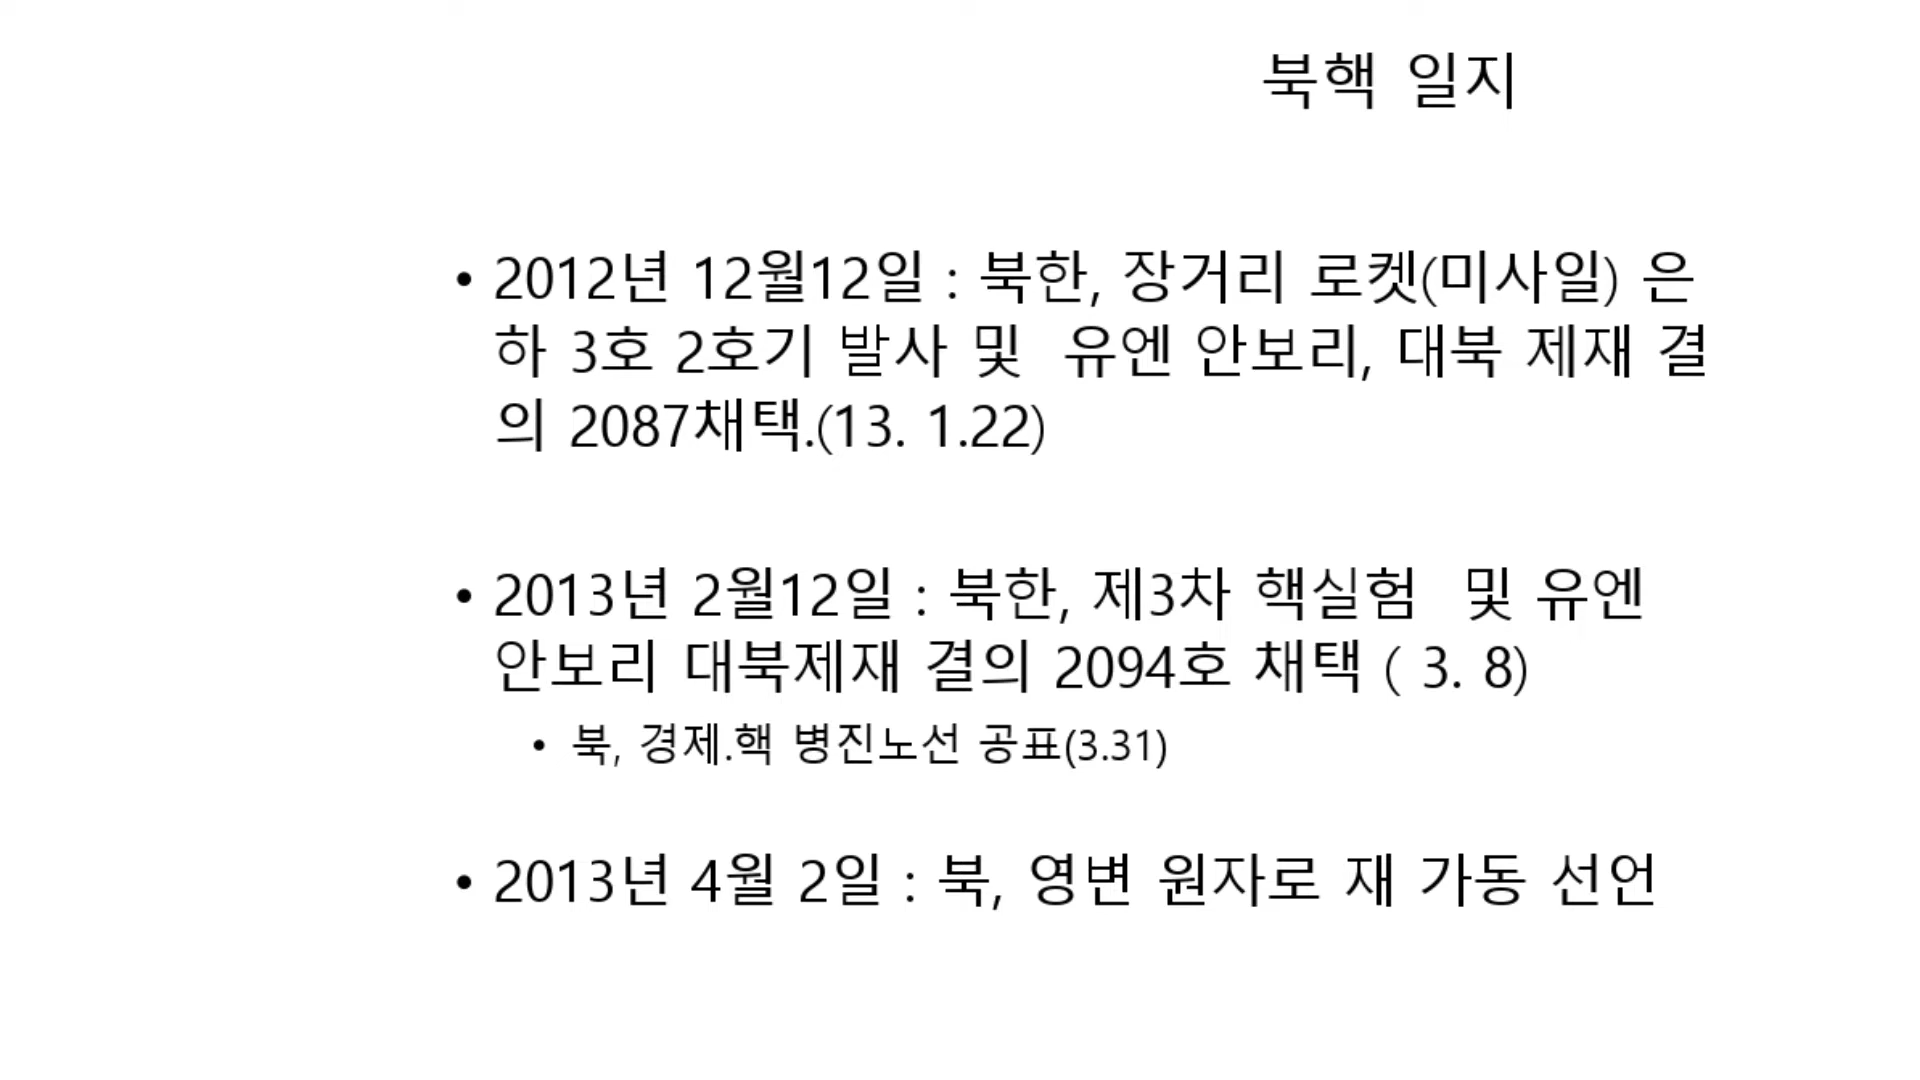 북핵 일지
• 2012년 12월12일 : 북한, 장거리 로켓(미사일) 은
하 3호 2호기 발사 및 유엔 안보리, 대북 제재 결
의 2087채택.(13. 1.22)
• 2013년 2월12일 : 북한, 제3차 핵실험 및 유엔
안보리 대북제재 결의 2094호 채택 ( 3. 8)
• 북, 경제.핵 병진노선 공표(3.31)
• 2013년 4월 2일 : 북, 영변 원자로 재 가동 선언